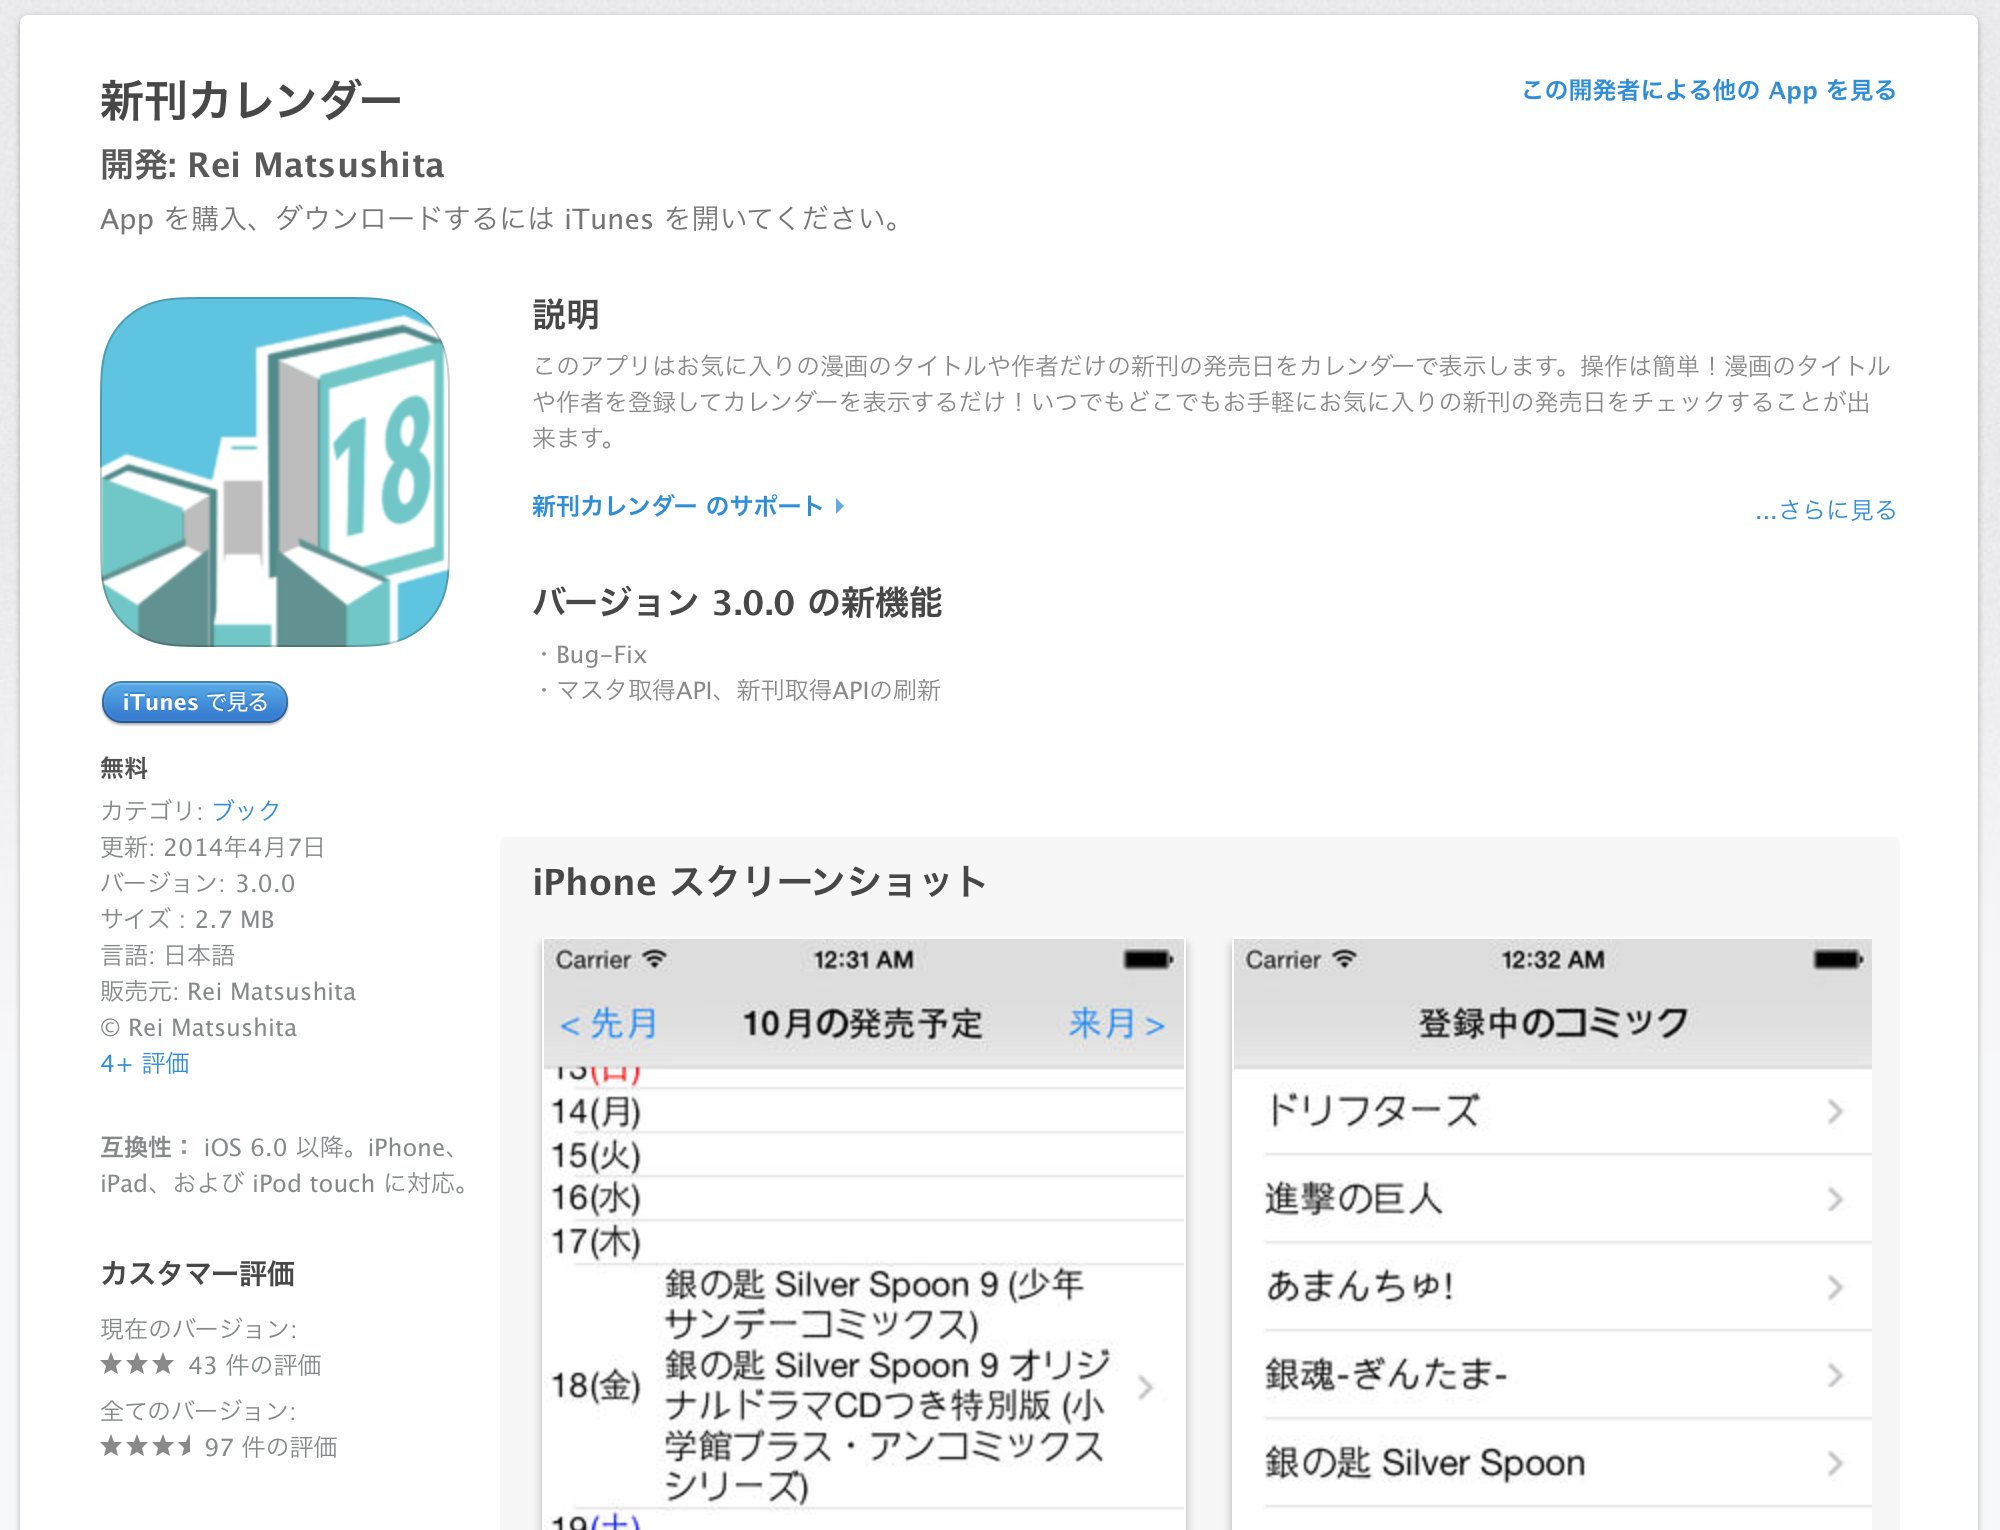 新刊カレンダー
この開発者による他の App を見る
開発: Rei Matsushita
App を購入、ダウンロードするには iTunes を開いてください。
18
説明
このアプリはお気に入りの漫画のタイトルや作者だけの新刊の発売日をカレンダーで表示します。操作は簡単！漫画のタイトル
や作者を登録してカレンダーを表示するだけ！いつでもどこでもお手軽にお気に入りの新刊の発売日をチェックすることが出
来ます。
新刊カレンダー のサポート
...さらに見る
バージョン 3.0.0 の新機能
・Bug-Fix
・マスタ取得API、新刊取得APIの刷新
iTunes で見る
無料
カテゴリ: ブック
更新: 2014年4月7日
バージョン: 3.0.0
サイズ : 2.7 MB
言語: 日本語
販売元: Rei Matsushita
© Rei Matsushita
4+ 評価
互換性： iOS 6.0 以降。iPhone、
iPad、および iPod touch に対応。
カスタマー評価
現在のバージョン:
★★★ 43 件の評価
全てのバージョン:
★★★ 97 件の評価
iPhone スクリーンショット
Carrier 12:31 AM
< 先月 10月の発売予定 来月 >
13(日)
14(月)
15(火)
16(水)
17(木)
18(金)
銀の匙 Silver Spoon 9 (少年
サンデーコミックス)
銀の匙 Silver Spoon 9 オリジ
ナルドラマCDつき特別版 (小
学館プラス・アンコミックス
シリーズ)
19(土)
Carrier 12:32 AM
登録中のコミック
ドリフターズ
進撃の巨人
あまんちゅ!
銀魂-ぎんたま-
銀の匙 Silver Spoon